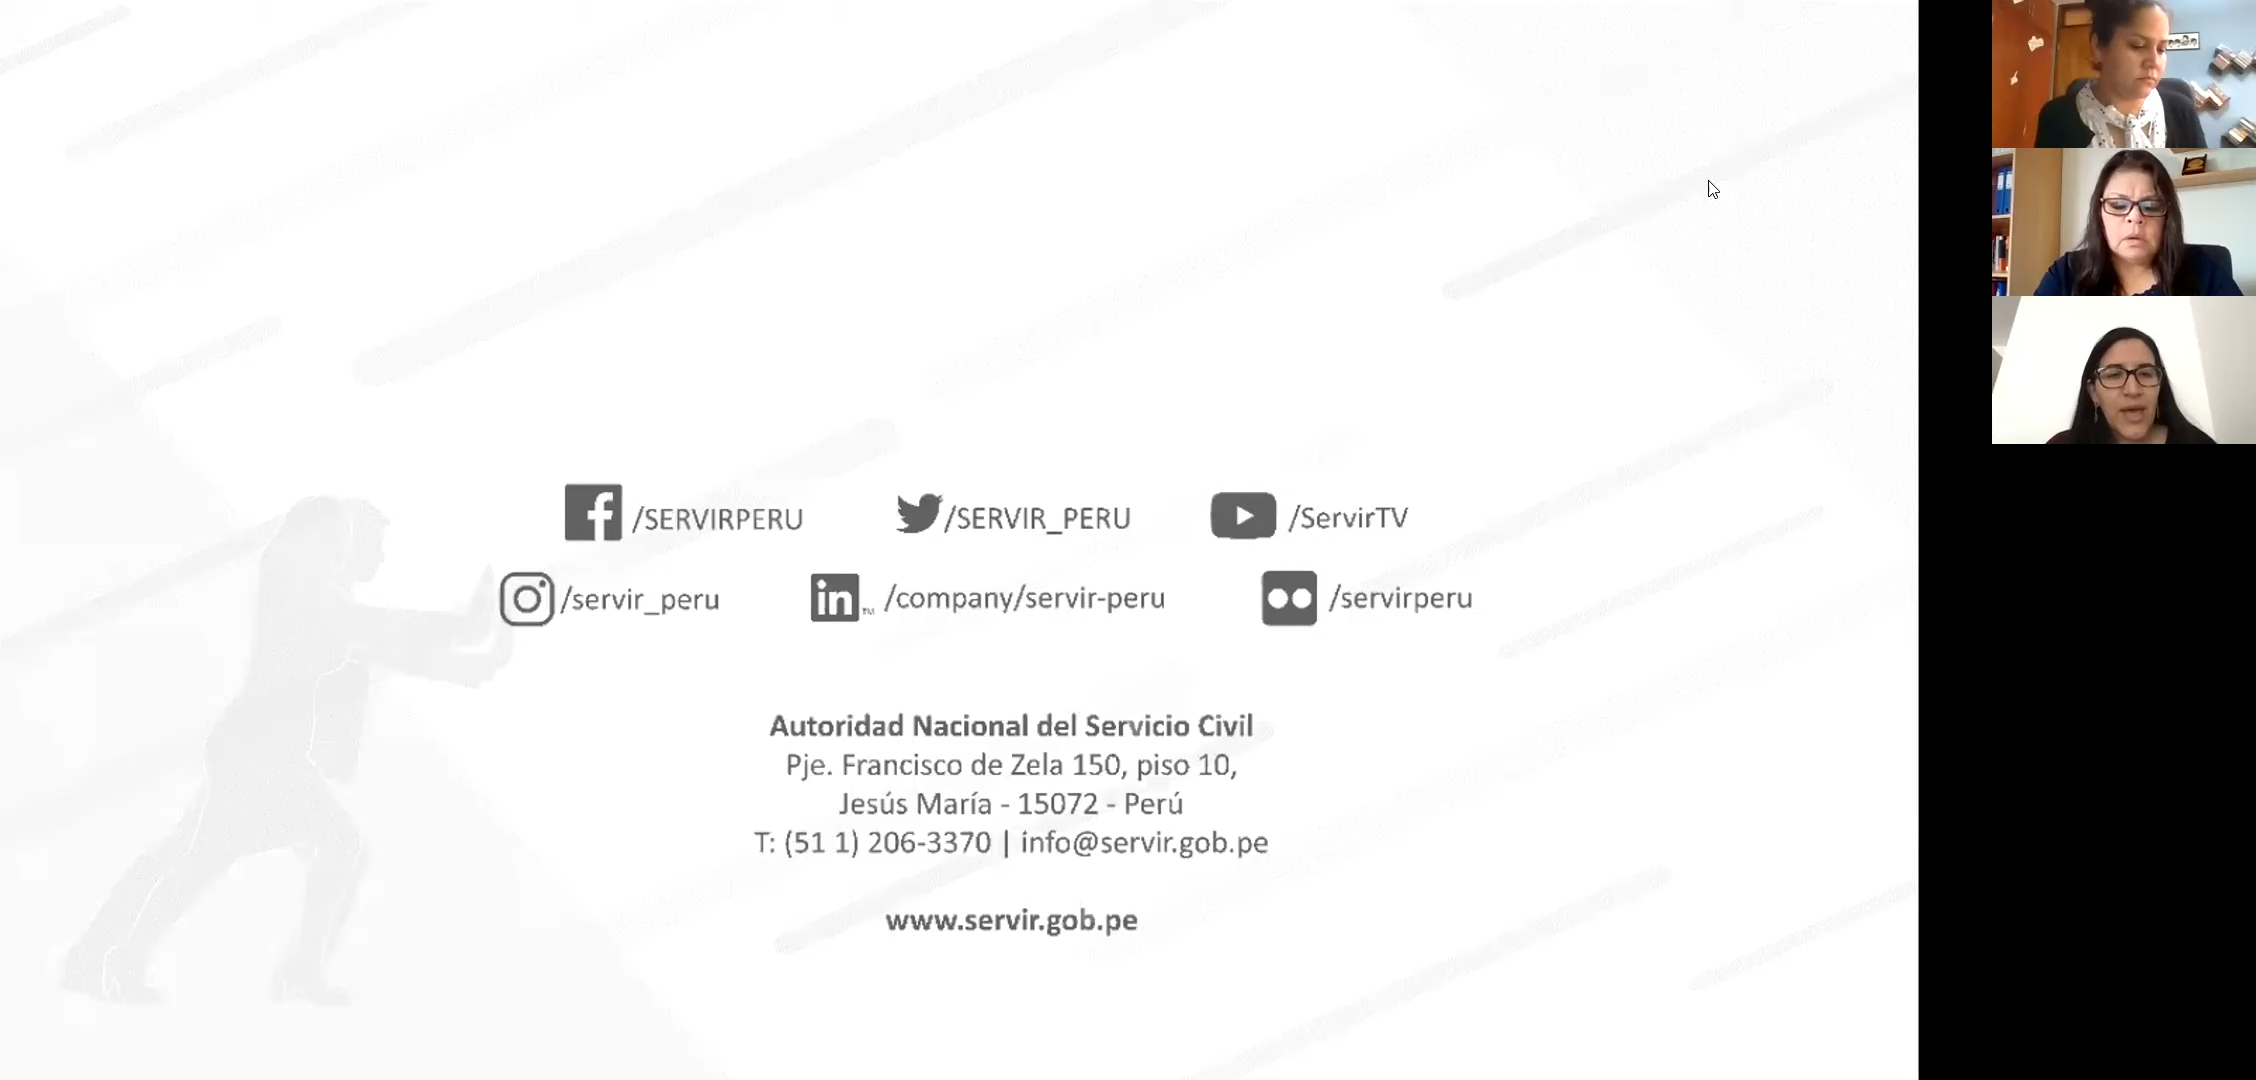 /SERVIRPERU
/SERVIR_PERU
/ServirTV
/servir_peru
in™ /company/servir-peru
/servirperu
Autoridad Nacional del Servicio Civil
Pje. Francisco de Zela 150, piso 10,
Jesús María - 15072 - Perú
T: (51 1) 206-3370 | info@servir.gob.pe
www.servir.gob.pe